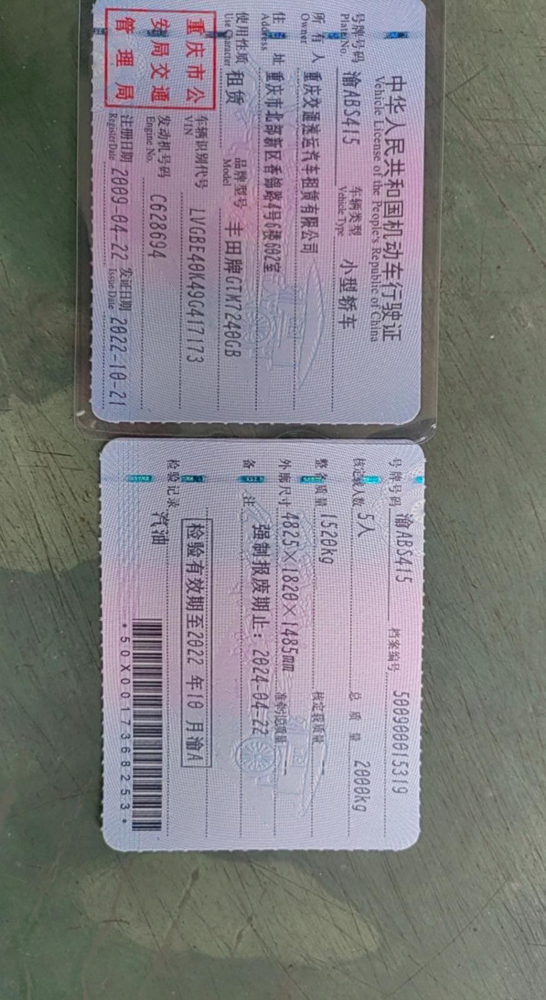 中华人民共和国机动车行驶证
Vehicle License of the People's Republic of China
号牌号码 渝ABS415 车辆类型 小型轿车
Plate No. Vehicle Type
所有人 重庆交通速运汽车租赁有限公司
Owner
住址 重庆市北部新区香锦路4号6楼602室
Address
使用性质 租赁 品牌型号 丰田牌GTM7240GB
Use Character Model
重庆市公
安局交通
管理局
车辆识别代号 LVGBE40K49G417173
VIN
发动机号码 C628694
Engine No.
注册日期 2009-04-22 发证日期 2022-10-21
Register Date Issue Date
号牌号码 渝ABS415 档案编号 500900015319
核定载人数 5人 总质量 2000kg
整备质量 1520kg 核定载质量 --
外廓尺寸 4825×1820×1485mm 准牵引总质量 --
备注 强制报废期止：2024-04-22
检验有效期至2022年10月渝A
检验记录 汽油
*50X0017368253*